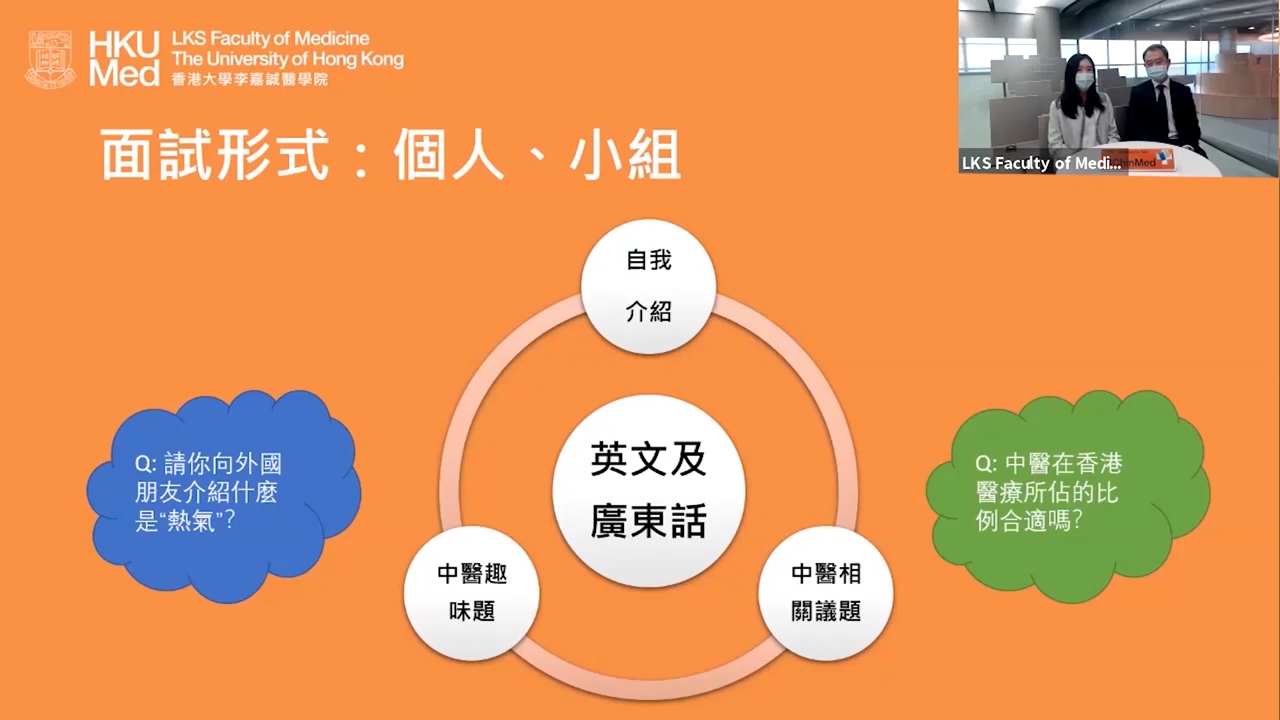 HKU
Med
LKS Faculty of Medicine
The University of Hong Kong
香港大學李嘉誠醫學院
LKS Faculty of Medi...
ChinMed
面試形式：個人、小組
自我
介紹
英文及
廣東話
Q: 請你向外國
朋友介紹什麼
是“熱氣”?
Q: 中醫在香港
醫療所佔的比
例合適嗎?
中醫趣
味題
中醫相
關議題